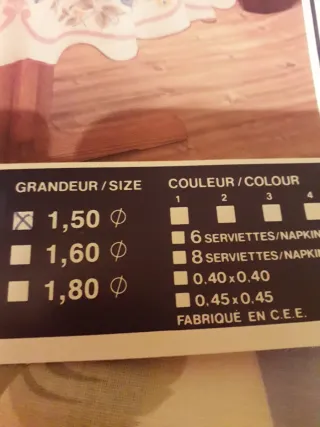 GRANDEUR/SIZE
1,50 ∅
1,60 ∅
1,80 ∅
COULEUR/COLOUR
1 2 3 4
6 SERVIETTES/NAPKIN
8 SERVIETTES/NAPKIN
0.40x0.40
0.45x0.45
FABRIQUÉ EN C.E.E.